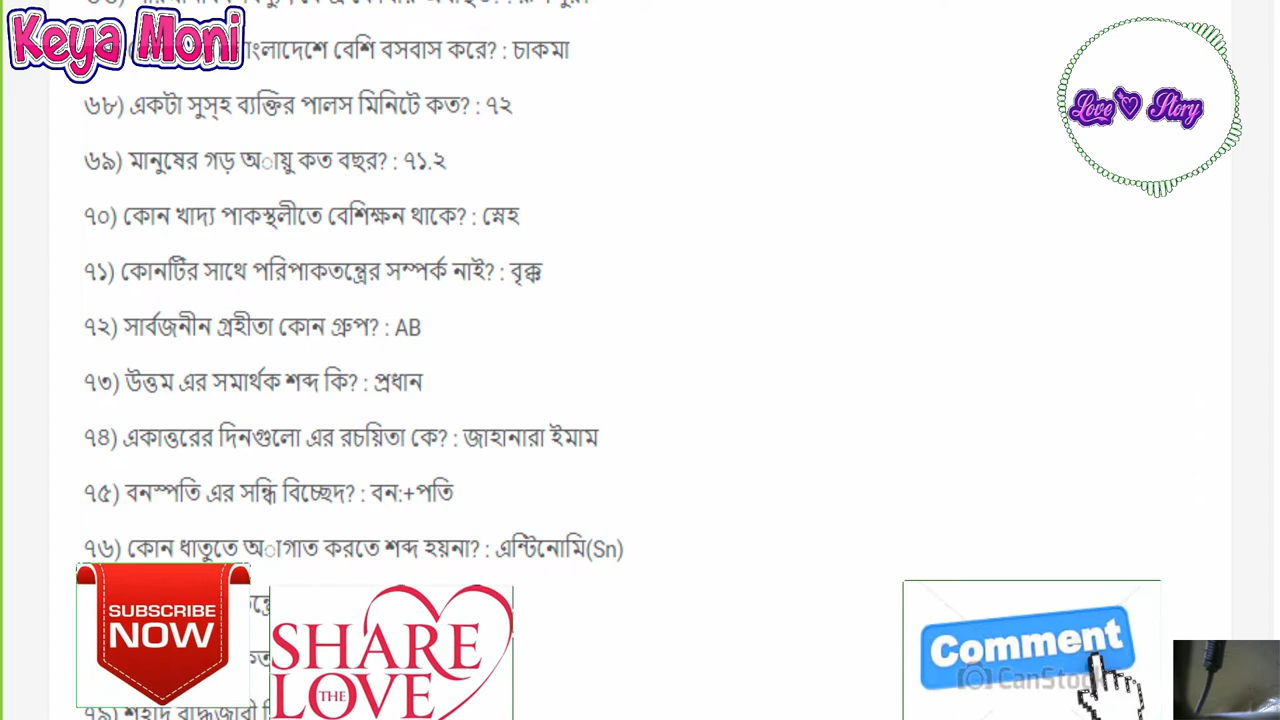 Keya Moni
Love Story
বাংলাদেশে বেশি বসবাস করে? : চাকমা
৬৮) একটা সুস্হ ব্যক্তির পালস মিনিটে কত? : ৭২
৬৯) মানুষের গড় অায়ু কত বছর? : ৭১.২
৭০) কোন খাদ্য পাকস্থলীতে বেশিক্ষন থাকে? : স্নেহ
৭১) কোনটির সাথে পরিপাকতন্ত্রের সম্পর্ক নাই? : বৃক্ক
৭২) সার্বজনীন গ্রহীতা কোন গ্রুপ? : AB
৭৩) উত্তম এর সমার্থক শব্দ কি? : প্রধান
৭৪) একাত্তরের দিনগুলো এর রচয়িতা কে? : জাহানারা ইমাম
৭৫) বনস্পতি এর সন্ধি বিচ্ছেদ? : বন:+পতি
৭৬) কোন ধাতুতে অাগাত করতে শব্দ হয়না? : এন্টিনোমি(Sn)
SUBSCRIBE
NOW
SHARE
THE
LOVE
Comment
CanStock
৭৯) শহীদ বুদ্ধিজীবী